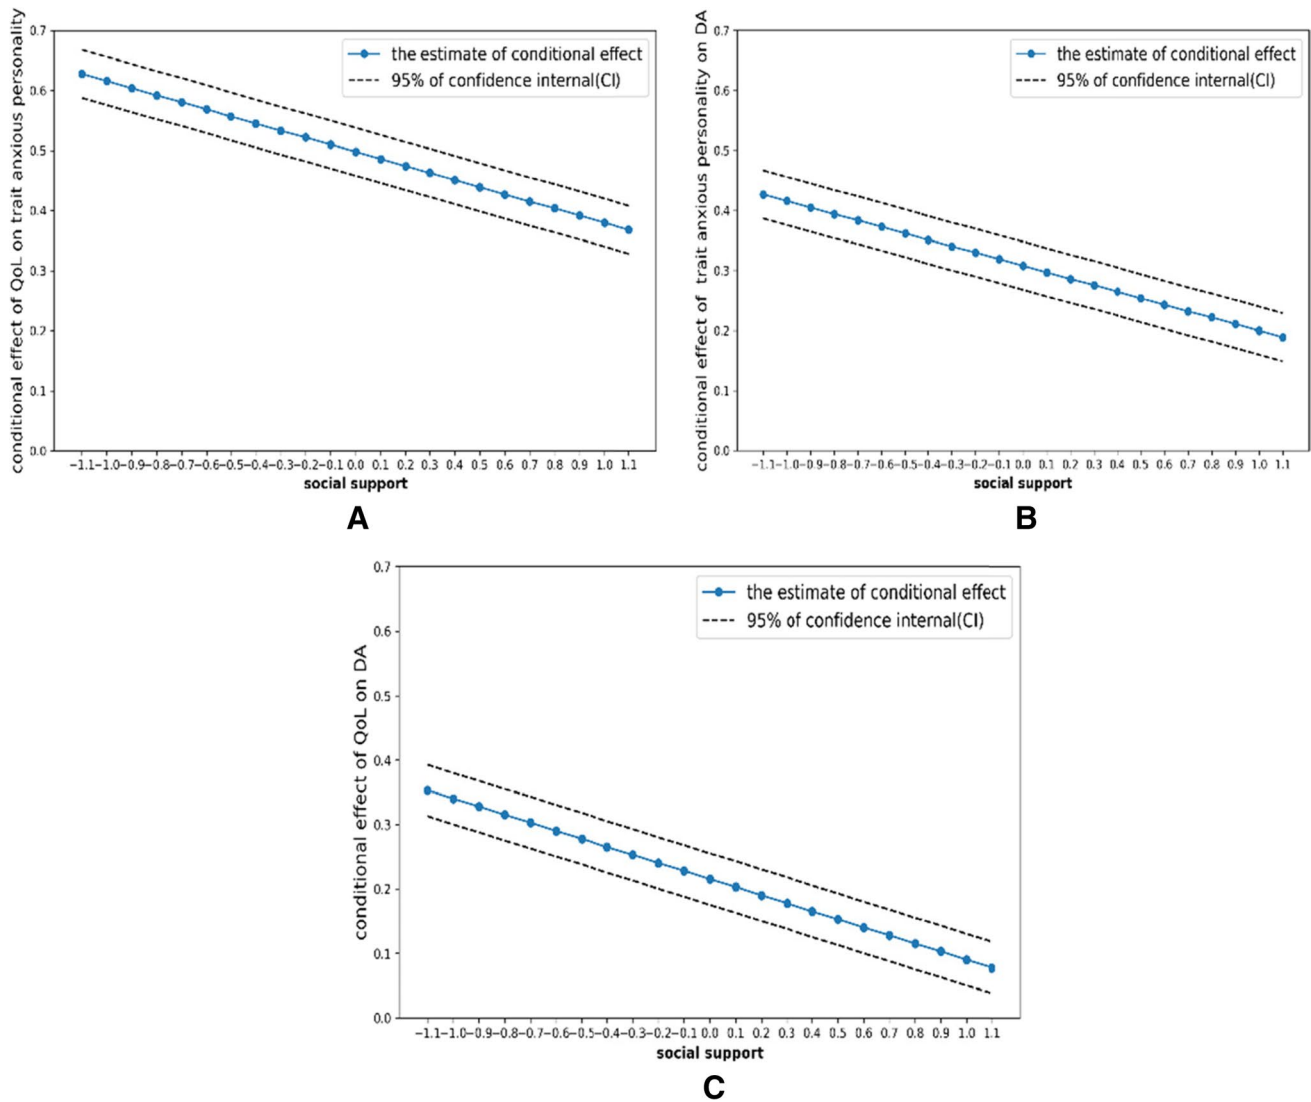 conditional effect of QoL on trait anxious personality
0.7
0.6
0.5
0.4
0.3
0.2
0.1
0.0
the estimate of conditional effect
95% of confidence internal(CI)
−1.1−1.0−0.9−0.8−0.7−0.6−0.5−0.4−0.3−0.2−0.1 0.0 0.1 0.2 0.3 0.4 0.5 0.6 0.7 0.8 0.9 1.0 1.1
social support
A
conditional effect of trait anxious personality on DA
0.7
0.6
0.5
0.4
0.3
0.2
0.1
0.0
the estimate of conditional effect
95% of confidence internal(CI)
−1.1−1.0−0.9−0.8−0.7−0.6−0.5−0.4−0.3−0.2−0.1 0.0 0.1 0.2 0.3 0.4 0.5 0.6 0.7 0.8 0.9 1.0 1.1
social support
B
conditional effect of QoL on DA
0.7
0.6
0.5
0.4
0.3
0.2
0.1
0.0
the estimate of conditional effect
95% of confidence internal(CI)
−1.1−1.0−0.9−0.8−0.7−0.6−0.5−0.4−0.3−0.2−0.1 0.0 0.1 0.2 0.3 0.4 0.5 0.6 0.7 0.8 0.9 1.0 1.1
social support
C